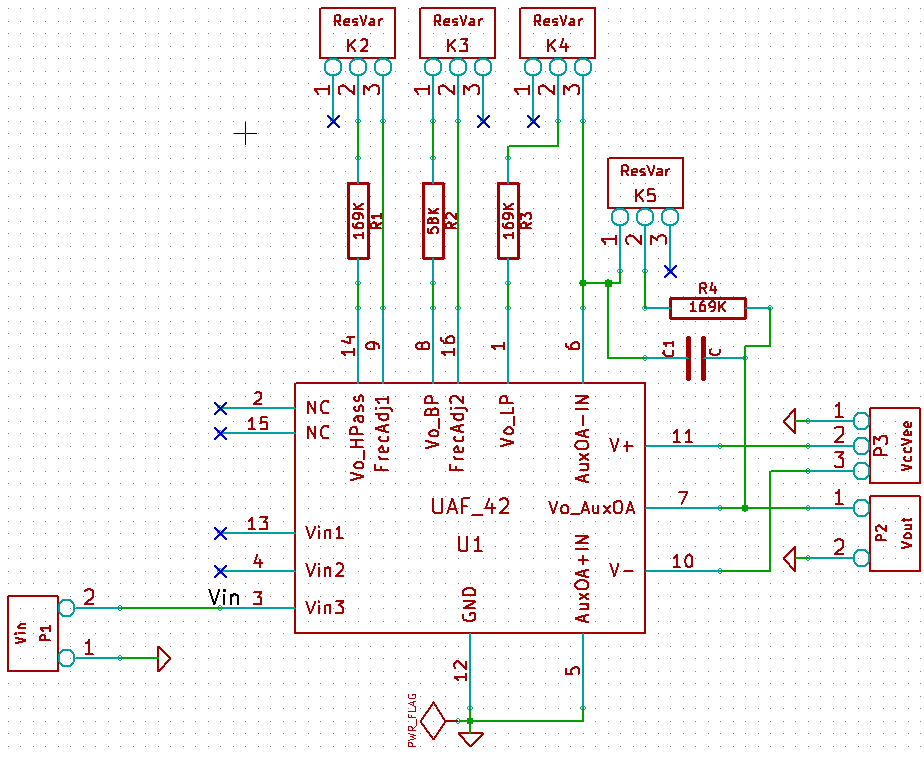 ResVar
K2
ResVar
K3
ResVar
K4
1 2 3
1 2 3
1 2 3
ResVar
K5
1 2 3
169K R1
58K R2
169K R3
R4
169K
C1 C
14 9 8 16 1 6
2 NC
15 NC
Vo_HPass
FrecAdj1
Vo_BP
FrecAdj2
Vo_LP
AuxOA-IN
V+ 11
UAF_42
U1
Vo_AuxOA 7
13 Vin1
4 Vin2
Vin 3 Vin3
GND
AuxOA+IN
V- 10
12 5
PWR_FLAG
Vin
P1
2
1
1
2
3
P3
VccVee
1
2
P2
Vout